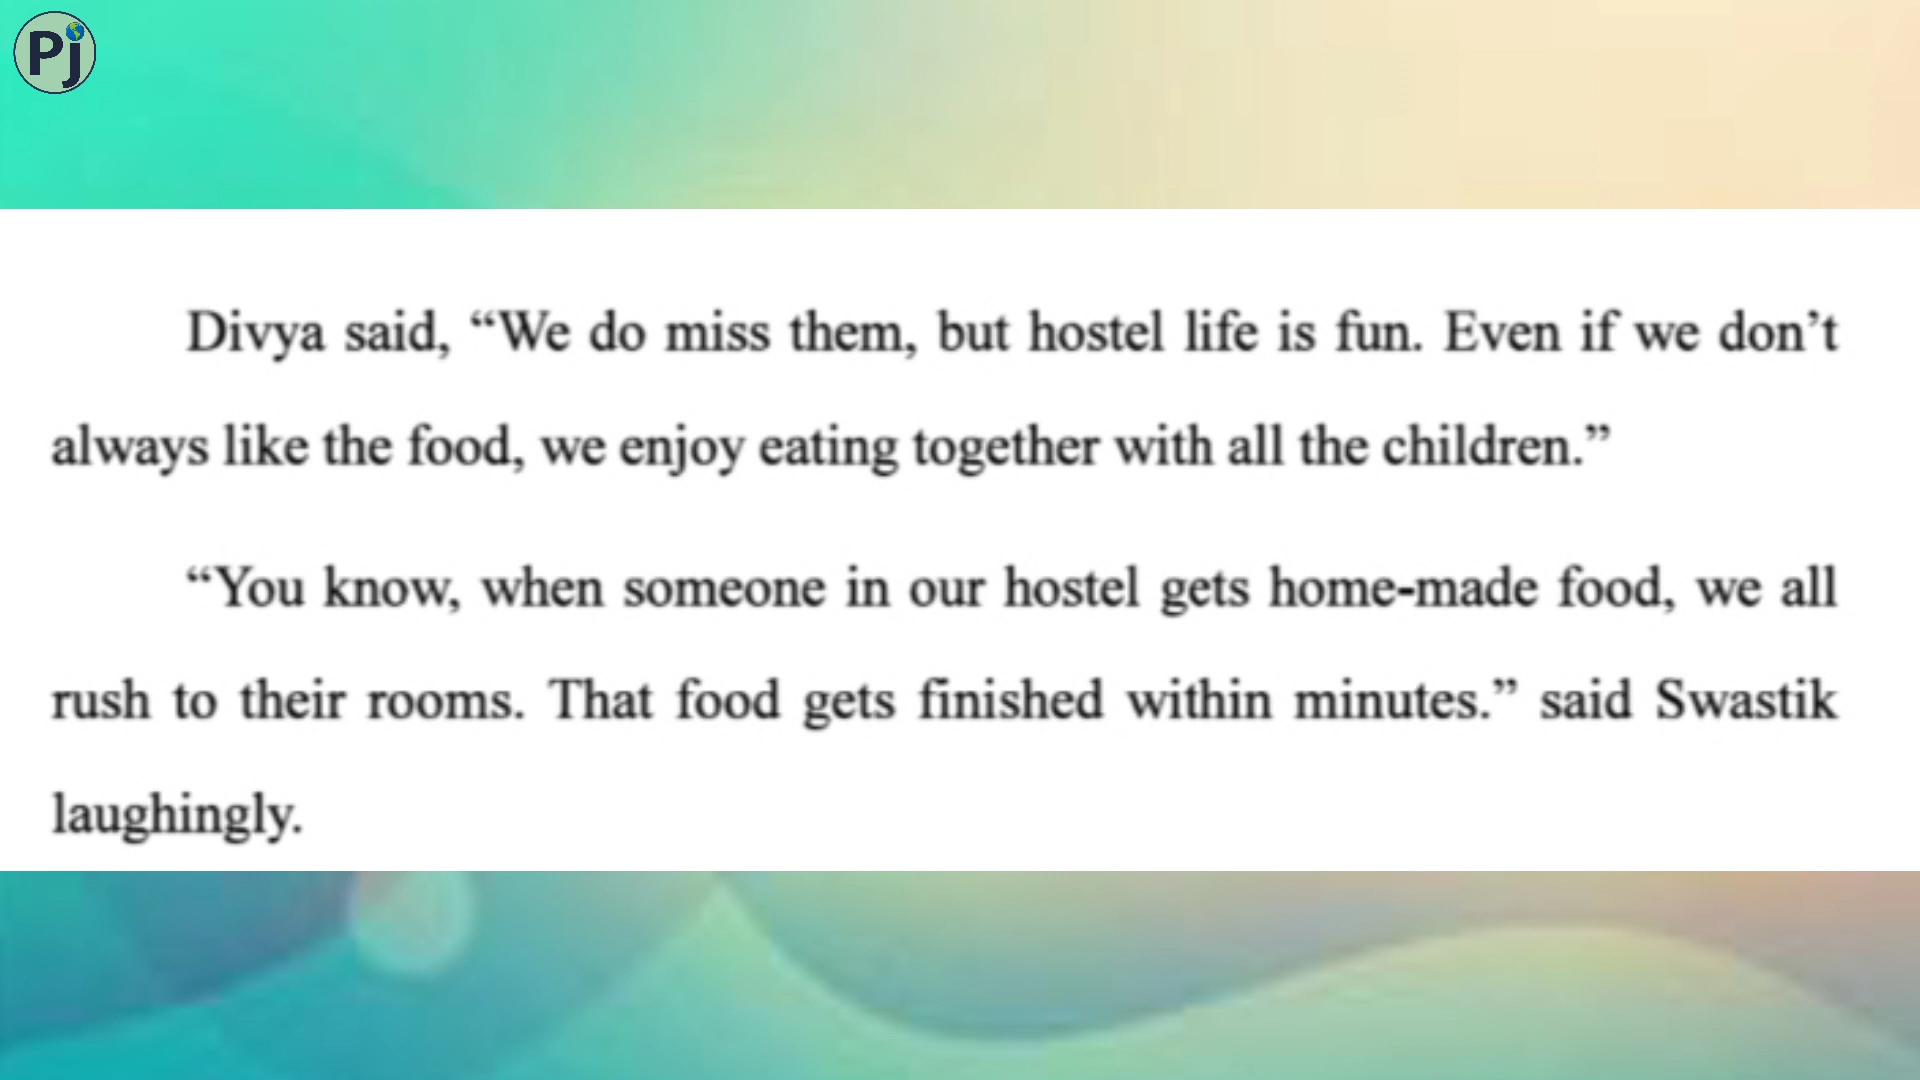 Pj
Divya said, “We do miss them, but hostel life is fun. Even if we don’t
always like the food, we enjoy eating together with all the children.”
“You know, when someone in our hostel gets home-made food, we all
rush to their rooms. That food gets finished within minutes.” said Swastik
laughingly.